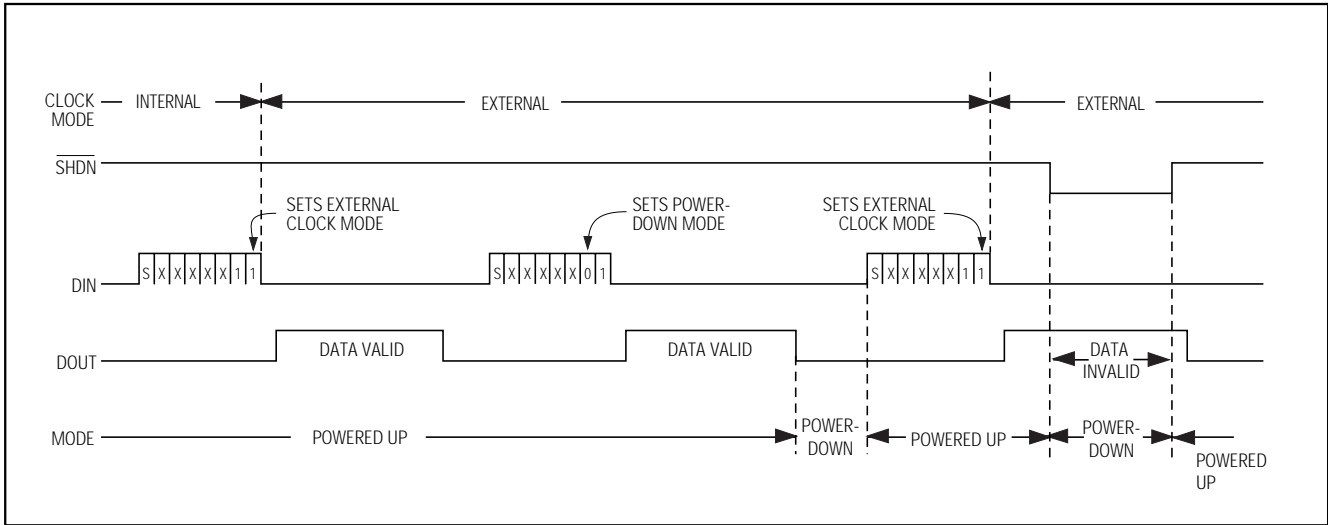 CLOCK MODE
INTERNAL
EXTERNAL
EXTERNAL
SHDN
SETS EXTERNAL
CLOCK MODE
SETS POWER-
DOWN MODE
SETS EXTERNAL
CLOCK MODE
DIN
S X X X X X 1 1
S X X X X X 0 1
S X X X X X 1 1
DOUT
DATA VALID
DATA VALID
DATA
INVALID
MODE
POWERED UP
POWER-
DOWN
POWERED UP
POWER-
DOWN
POWERED
UP